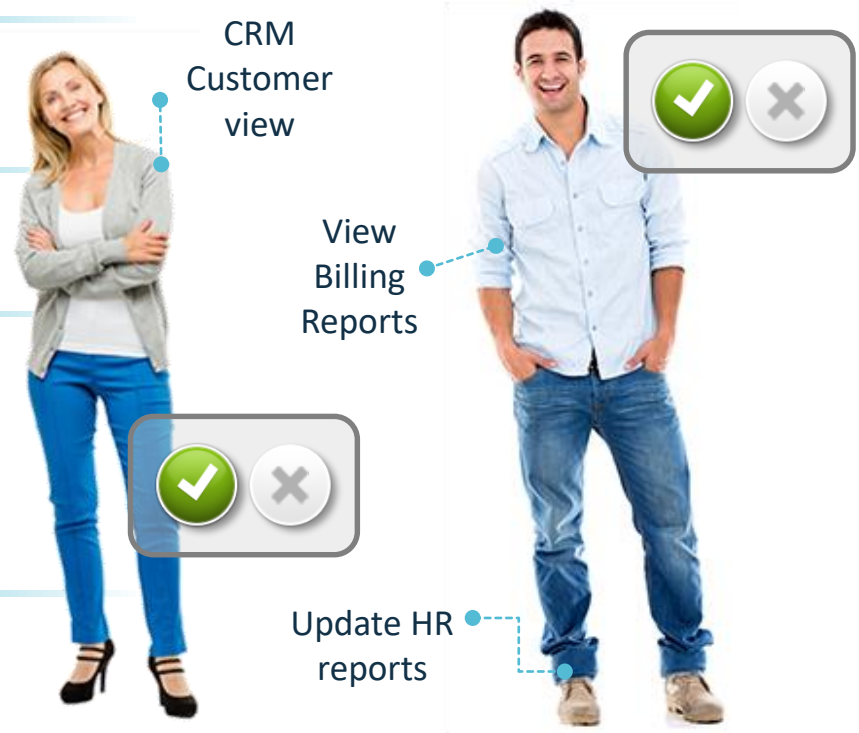 CRM
Customer
view
View
Billing
Reports
Update HR
reports